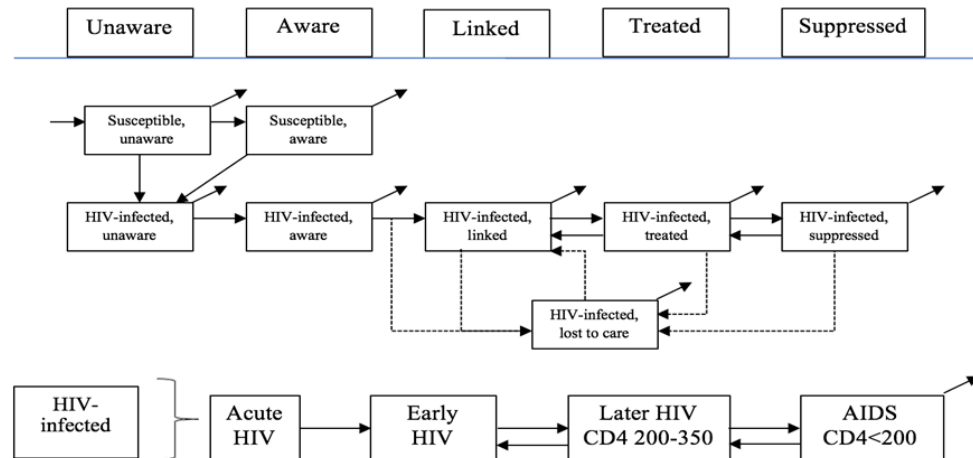 Unaware
Aware
Linked
Treated
Suppressed
Susceptible,
unaware
Susceptible,
aware
HIV-infected,
unaware
HIV-infected,
aware
HIV-infected,
linked
HIV-infected,
treated
HIV-infected,
suppressed
HIV-infected,
lost to care
HIV-
infected
Acute
HIV
Early
HIV
Later HIV
CD4 200-350
AIDS
CD4<200